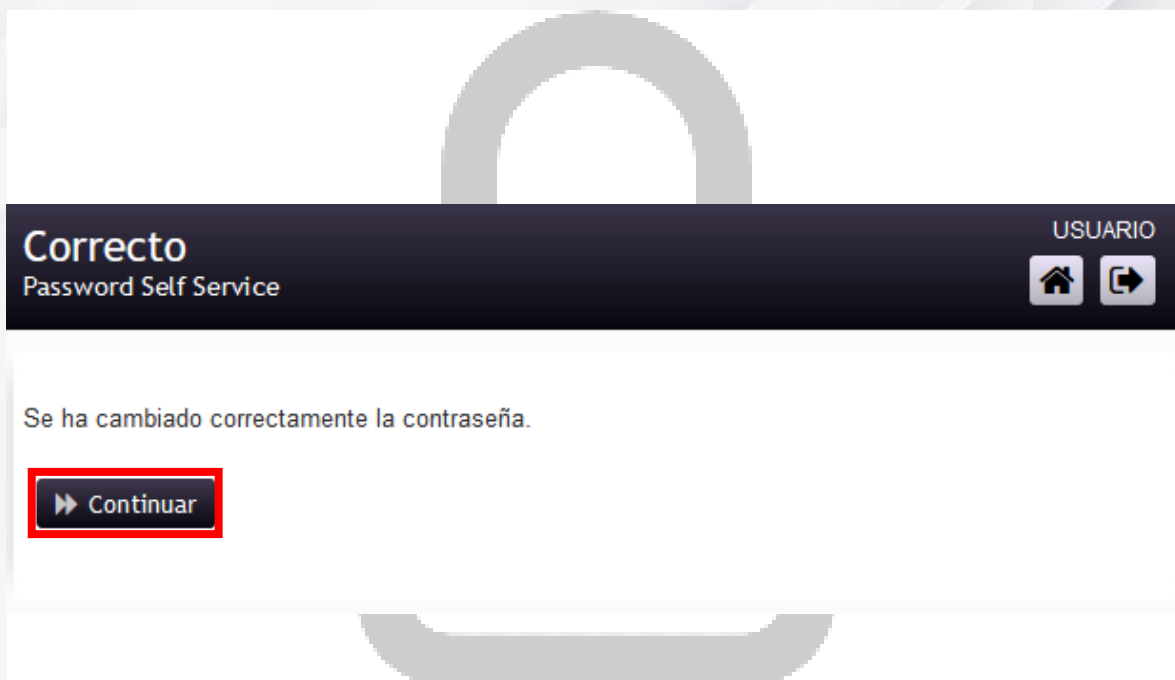 Correcto
Password Self Service
USUARIO
Se ha cambiado correctamente la contraseña.
Continuar